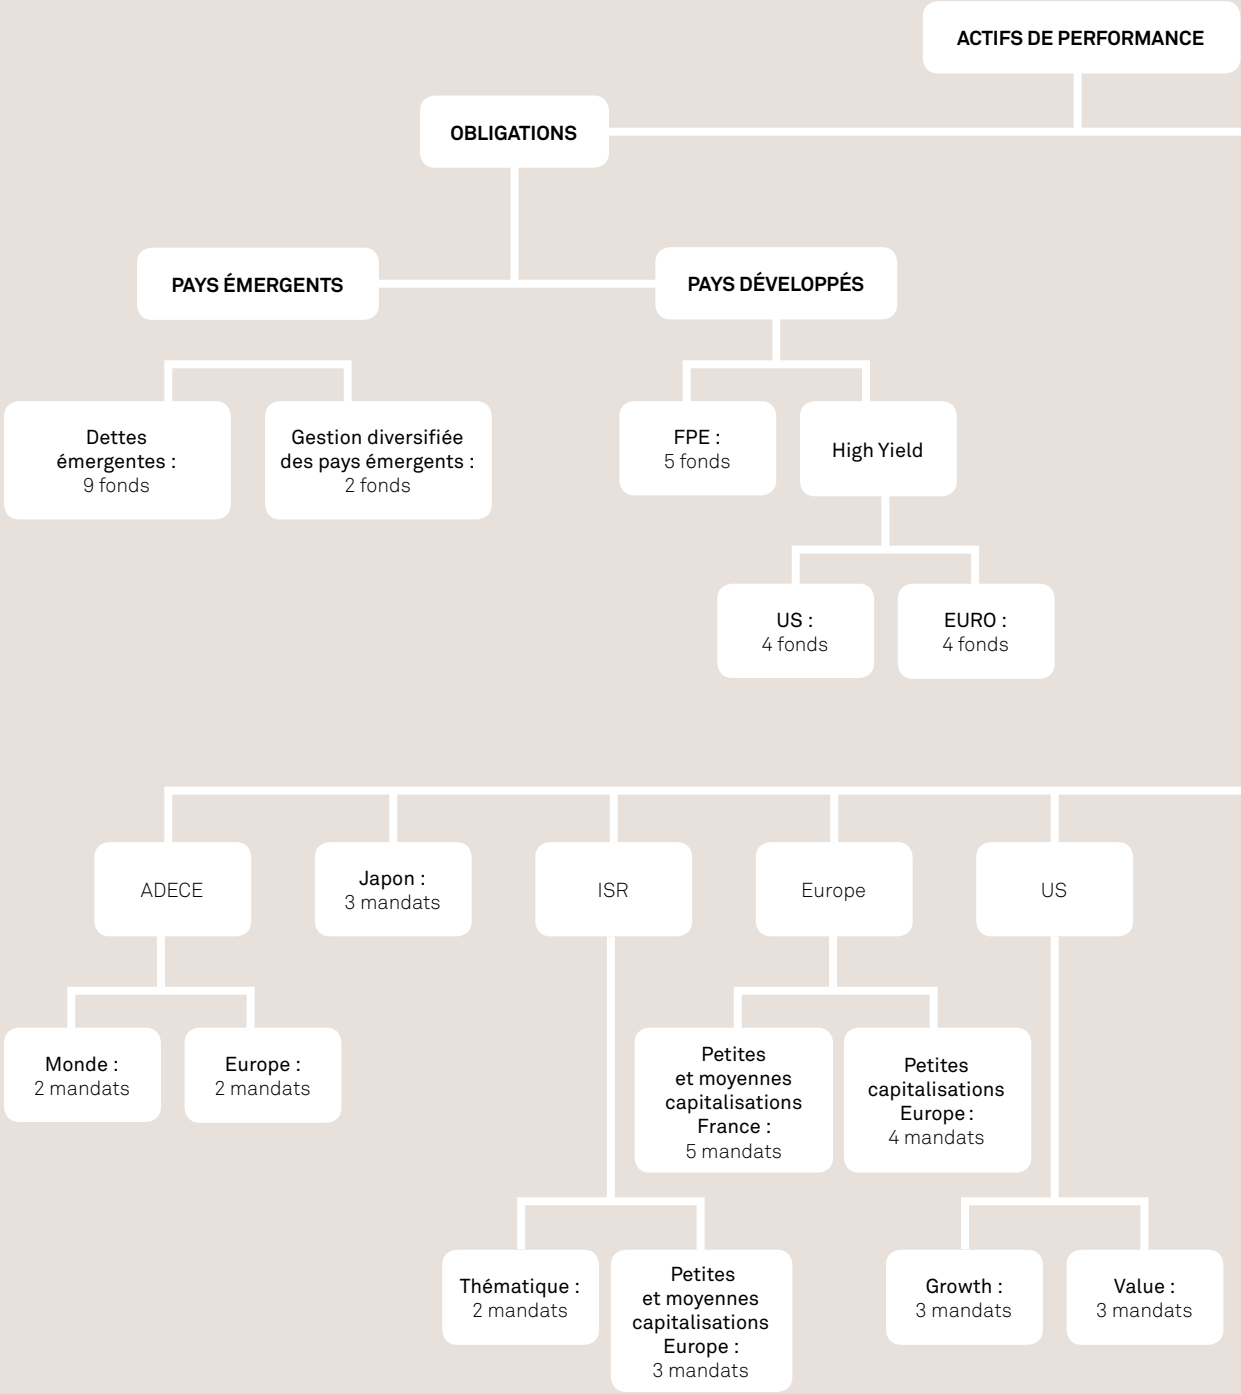 ACTIFS DE PERFORMANCE
OBLIGATIONS
PAYS ÉMERGENTS
PAYS DÉVELOPPÉS
Dettes
émergentes :
9 fonds
Gestion diversifiée
des pays émergents :
2 fonds
FPE :
5 fonds
High Yield
US :
4 fonds
EURO :
4 fonds
ADECE
Japon :
3 mandats
ISR
Europe
US
Monde :
2 mandats
Europe :
2 mandats
Petites
et moyennes
capitalisations
France :
5 mandats
Petites
capitalisations
Europe :
4 mandats
Thématique :
2 mandats
Petites
et moyennes
capitalisations
Europe :
3 mandats
Growth :
3 mandats
Value :
3 mandats